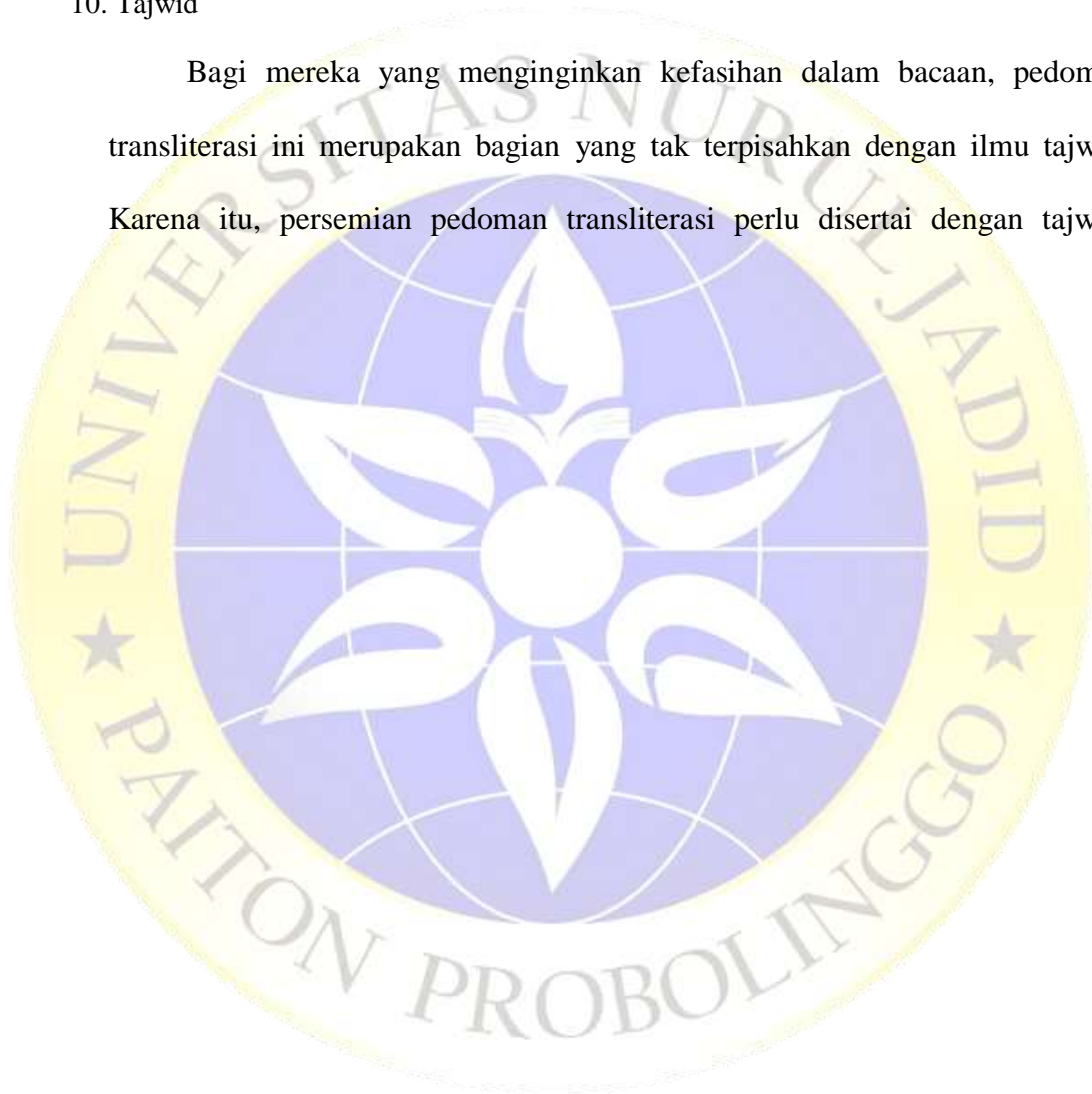 10. Tajwid
Bagi mereka yang menginginkan kefasihan dalam bacaan, pedom
transliterasi ini merupakan bagian yang tak terpisahkan dengan ilmu tajw
Karena itu, persemian pedoman transliterasi perlu disertai dengan tajw
UNIVERSITAS NURUL JADID
PAITON PROBOLINGGO